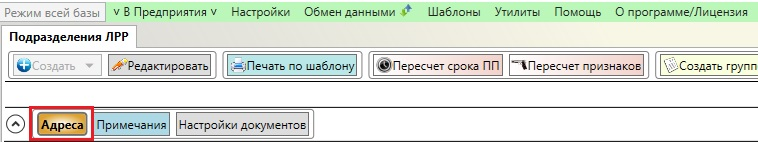 Режим всей базы ˅ В Предприятия ˅ Настройки Обмен данными Шаблоны Утилиты Помощь О программе/Лицензия
Подразделения ЛРР
Создать Редактировать Печать по шаблону Пересчет срока ПП Пересчет признаков Создать групп
Адреса Примечания Настройки документов